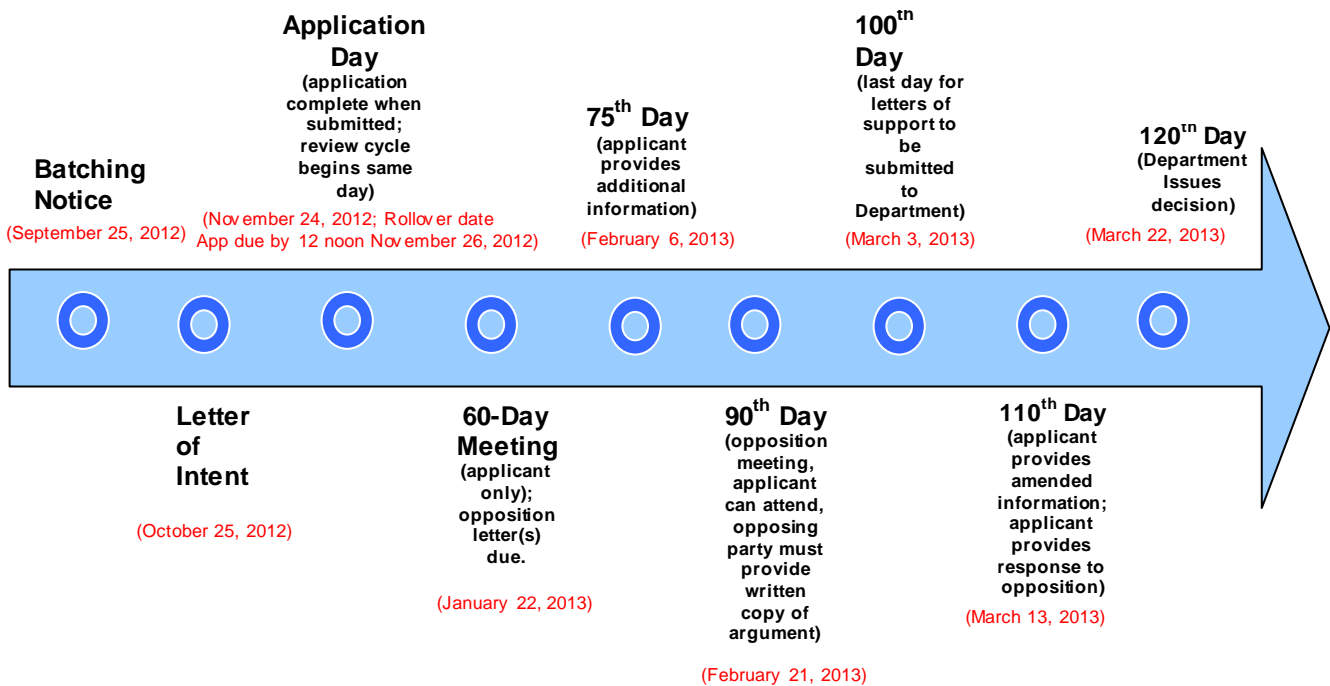 Batching
Notice
(September 25, 2012)
Letter
of
Intent
(October 25, 2012)
Application
Day
(application
complete when
submitted;
review cycle
begins same
day)
(November 24, 2012; Rollover date
App due by 12 noon November 26, 2012)
60-Day
Meeting
(applicant
only);
opposition
letter(s)
due.
(January 22, 2013)
75th Day
(applicant
provides
additional
information)
(February 6, 2013)
90th Day
(opposition
meeting,
applicant
can attend,
opposing
party must
provide
written
copy of
argument)
(February 21, 2013)
100th
Day
(last day for
letters of
support to
be
submitted
to
Department)
(March 3, 2013)
110th Day
(applicant
provides
amended
information;
applicant
provides
response to
opposition)
(March 13, 2013)
120th Day
(Department
Issues
decision)
(March 22, 2013)